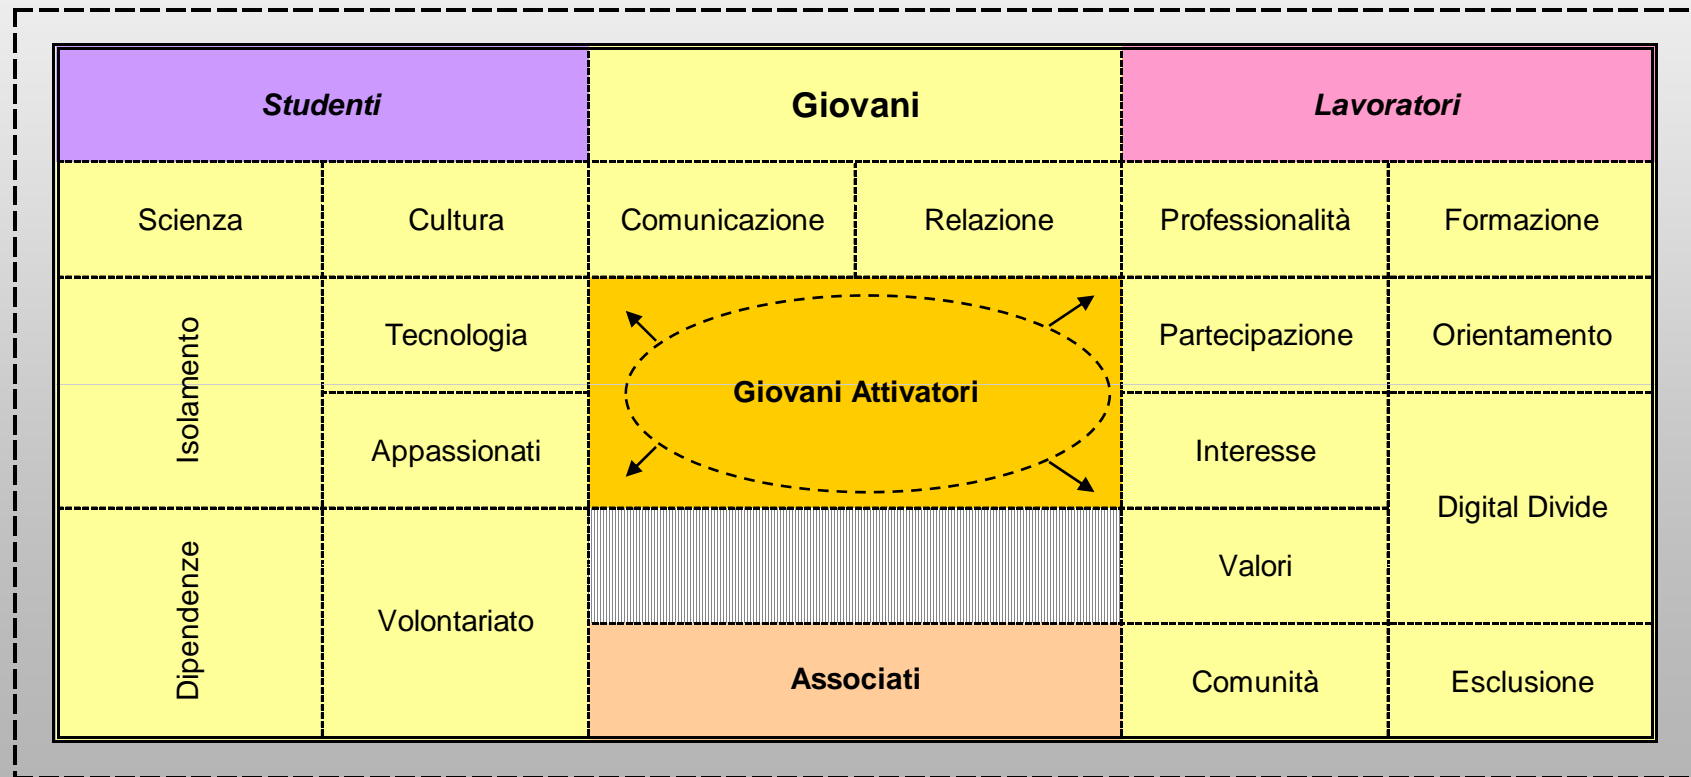 Studenti
Giovani
Lavoratori
Scienza
Cultura
Comunicazione
Relazione
Professionalità
Formazione
Isolamento
Tecnologia
Giovani Attivatori
Partecipazione
Orientamento
Appassionati
Interesse
Digital Divide
Dipendenze
Volontariato
Valori
Associati
Comunità
Esclusione